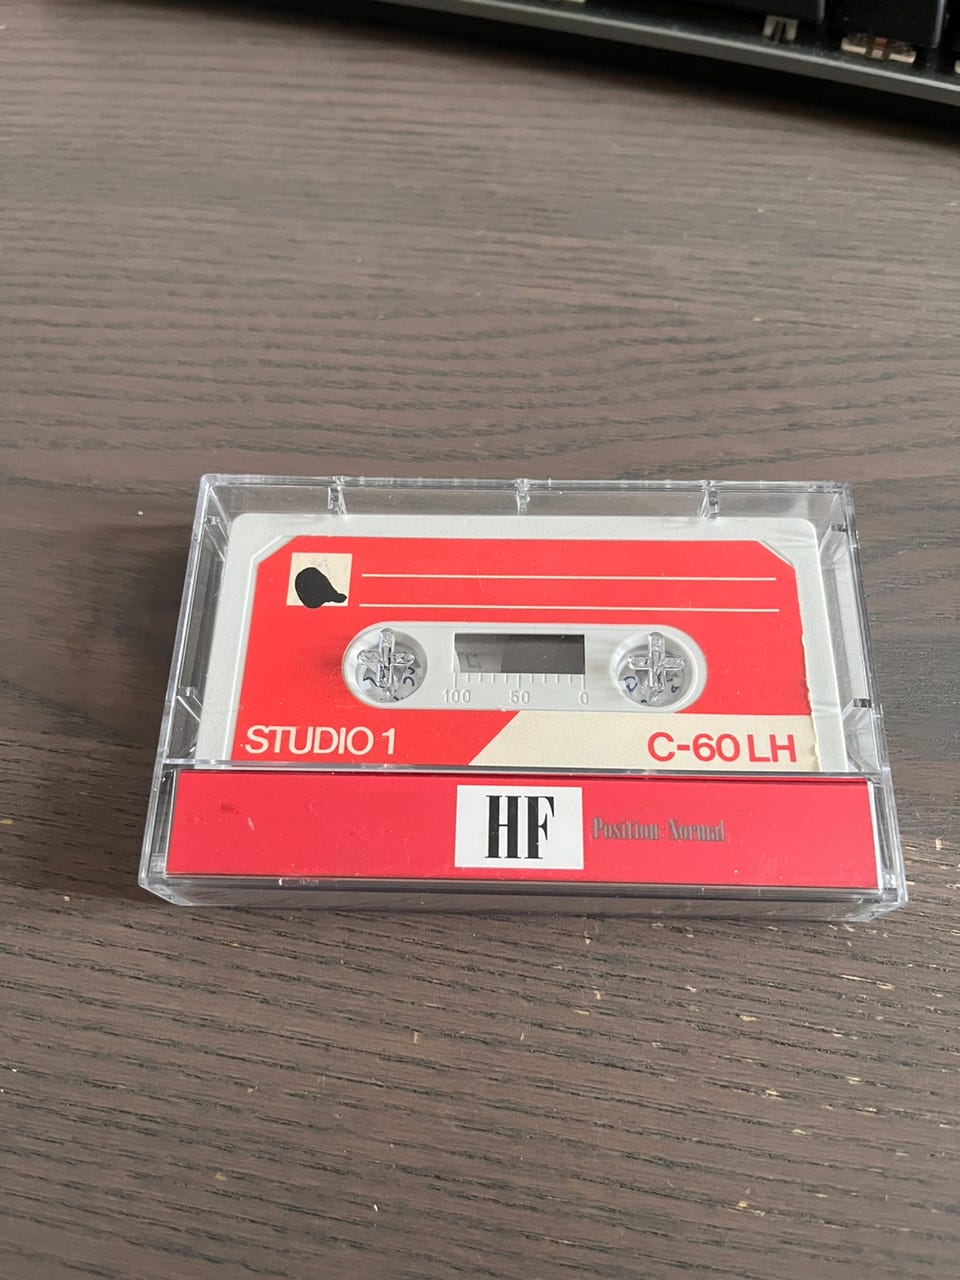 100 50 0
STUDIO 1
C-60 LH
HF
Position : Normal